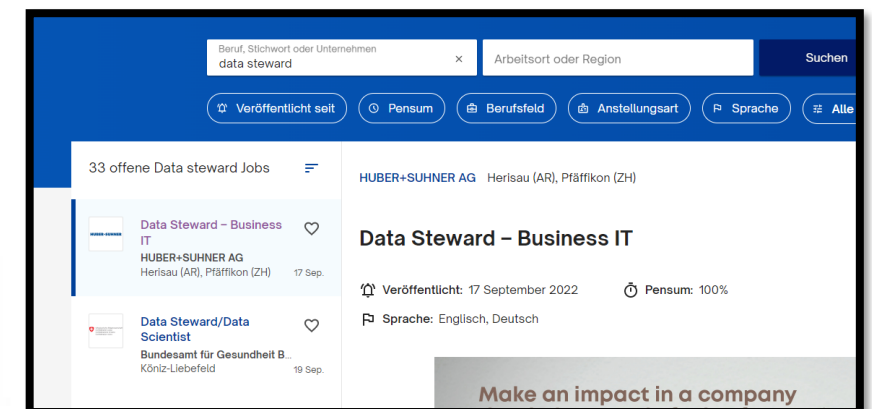 Beruf, Stichwort oder Unternehmen
data steward
Arbeitsort oder Region
Suchen
Veröffentlicht seit
Pensum
Berufsfeld
Anstellungsart
Sprache
Alle
33 offene Data steward Jobs
Data Steward – Business
IT
HUBER+SUHNER AG
Herisau (AR), Pfäffikon (ZH)
17 Sep.
Data Steward/Data
Scientist
Bundesamt für Gesundheit B...
Köniz-Liebefeld
19 Sep.
HUBER+SUHNER AG Herisau (AR), Pfäffikon (ZH)
Data Steward – Business IT
Veröffentlicht: 17 September 2022
Pensum: 100%
Sprache: Englisch, Deutsch
Make an impact in a company